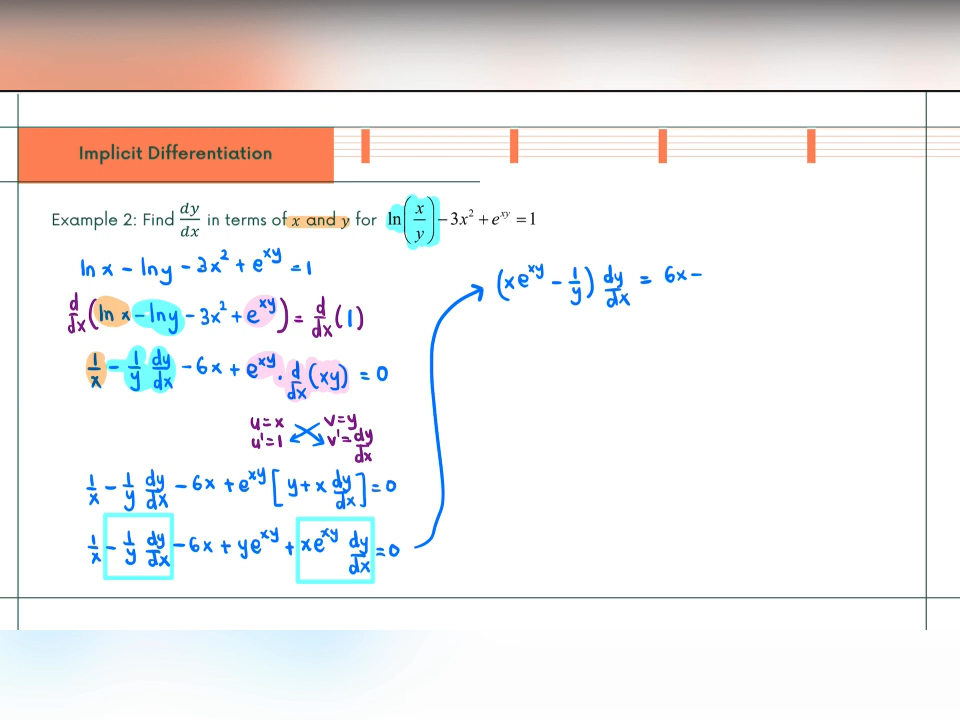 Implicit Differentiation
Example 2: Find dy/dx in terms of x and y for ln(x/y) − 3x² + e^xy = 1
ln x − ln y − 3x² + e^xy = 1
d/dx (ln x − ln y − 3x² + e^xy) = d/dx (1)
1/x − 1/y dy/dx − 6x + e^xy · d/dx (xy) = 0
u = x v = y
u' = 1 v' = dy/dx
1/x − 1/y dy/dx − 6x + e^xy [y + x dy/dx] = 0
1/x − 1/y dy/dx − 6x + ye^xy + xe^xy dy/dx = 0
(xe^xy − 1/y) dy/dx = 6x −